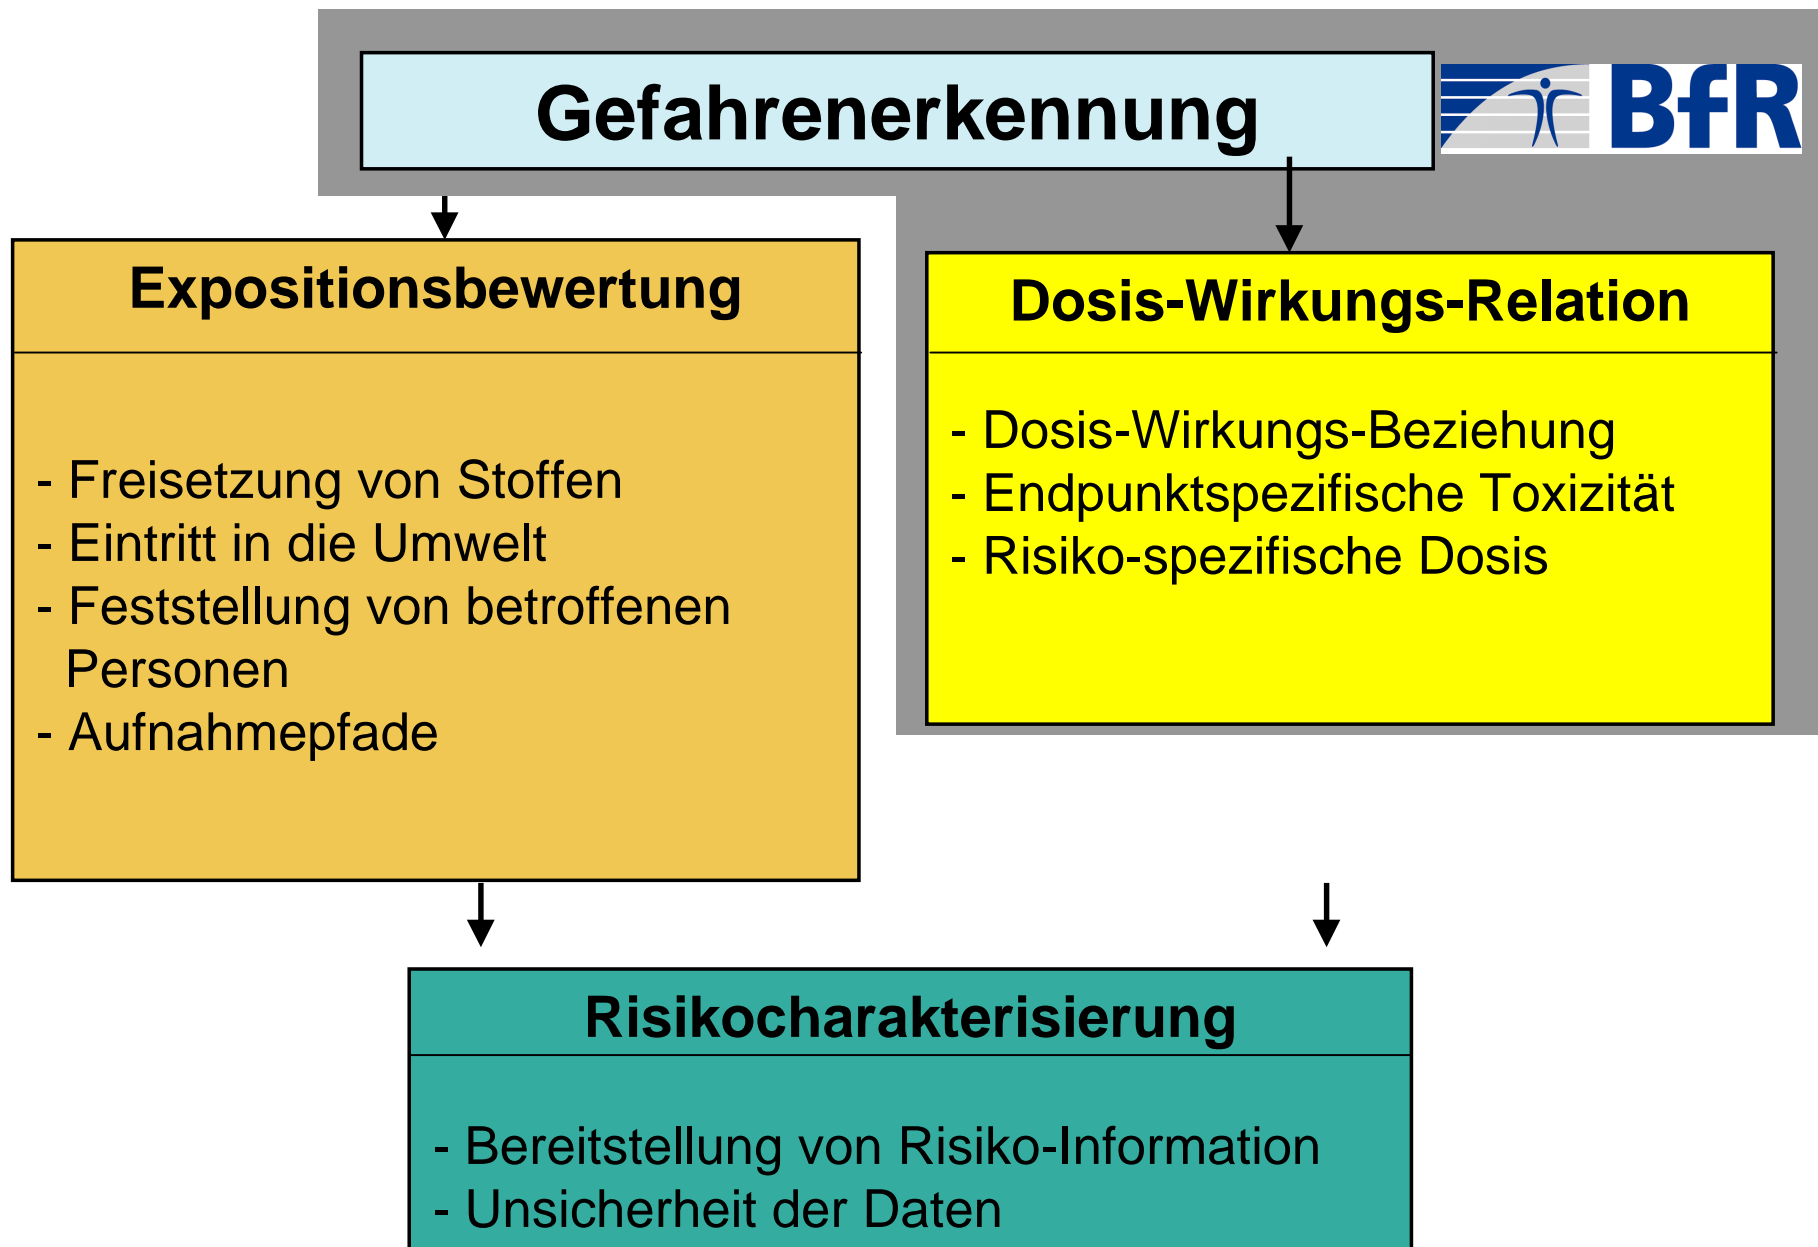 Gefahrenerkennung
BfR
Expositionsbewertung
- Freisetzung von Stoffen
- Eintritt in die Umwelt
- Feststellung von betroffenen
Personen
- Aufnahmepfade
Dosis-Wirkungs-Relation
- Dosis-Wirkungs-Beziehung
- Endpunktspezifische Toxizität
- Risiko-spezifische Dosis
Risikocharakterisierung
- Bereitstellung von Risiko-Information
- Unsicherheit der Daten